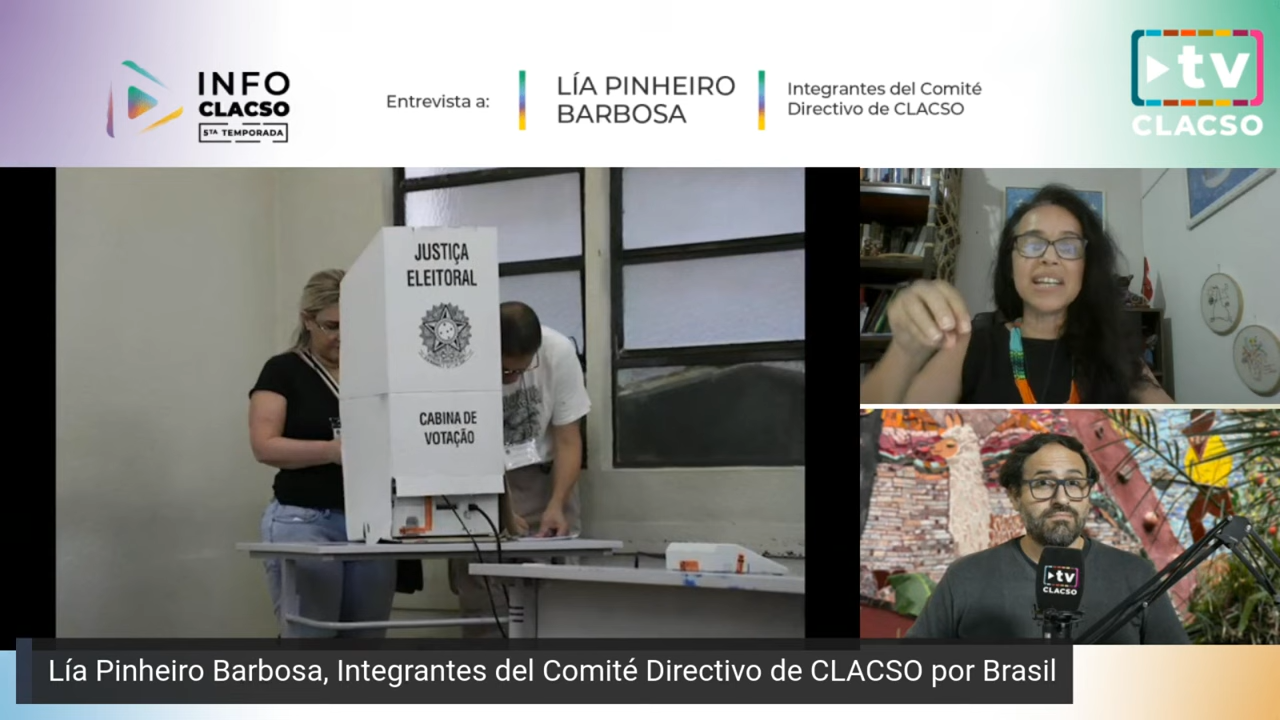 INFO
CLACSO
5TA TEMPORADA
Entrevista a:
LÍA PINHEIRO
BARBOSA
Integrantes del Comité
Directivo de CLACSO
tv
CLACSO
JUSTIÇA
ELEITORAL
CABINA DE
VOTAÇÃO
tv
CLACSO
Lía Pinheiro Barbosa, Integrantes del Comité Directivo de CLACSO por Brasil